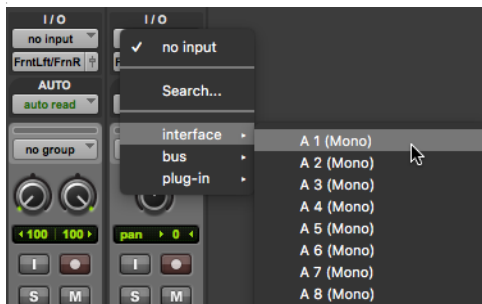 I / O
no input
FrntLft/FrnR
AUTO
auto read
no group
100 100
I
S M
I / O
F
✓ no input
Search...
interface
bus
plug-in
pan 0
I
S M
A 1 (Mono)
A 2 (Mono)
A 3 (Mono)
A 4 (Mono)
A 5 (Mono)
A 6 (Mono)
A 7 (Mono)
A 8 (Mono)